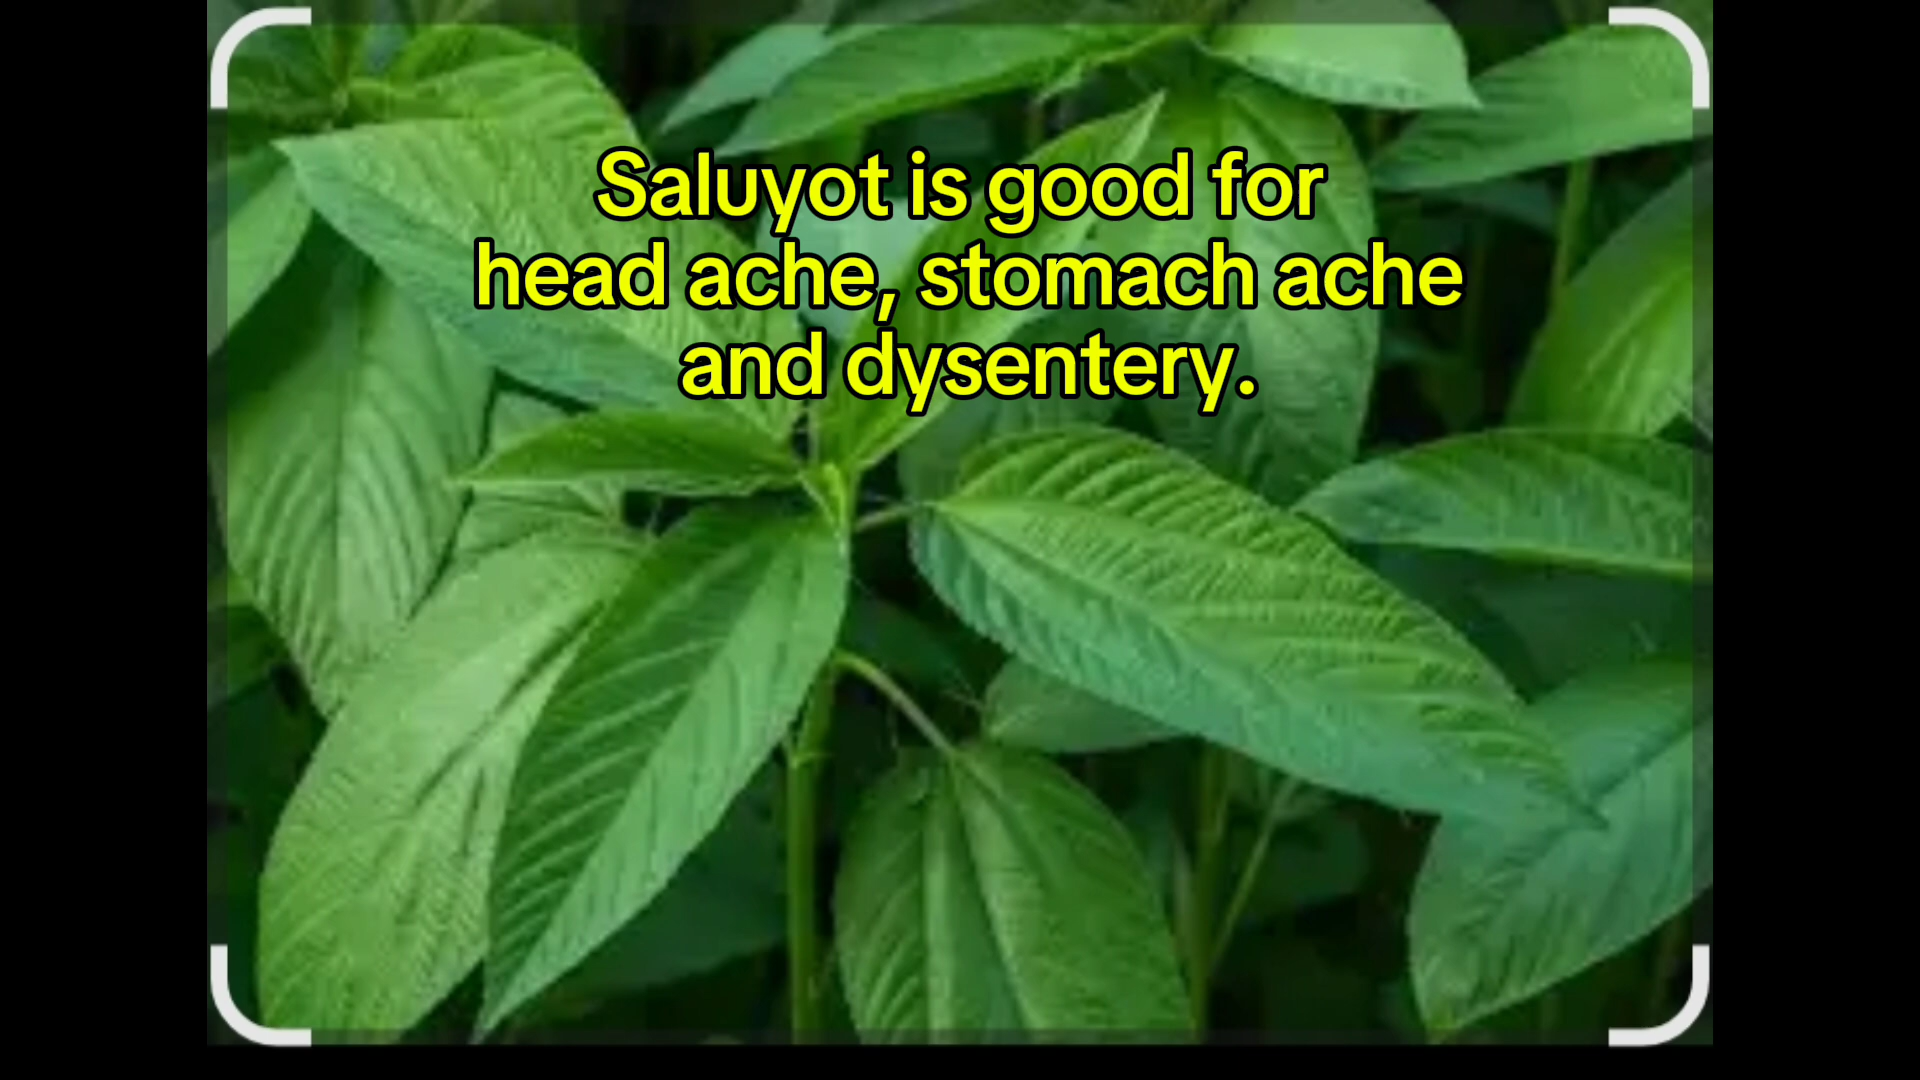 Saluyot is good for
head ache, stomach ache
and dysentery.